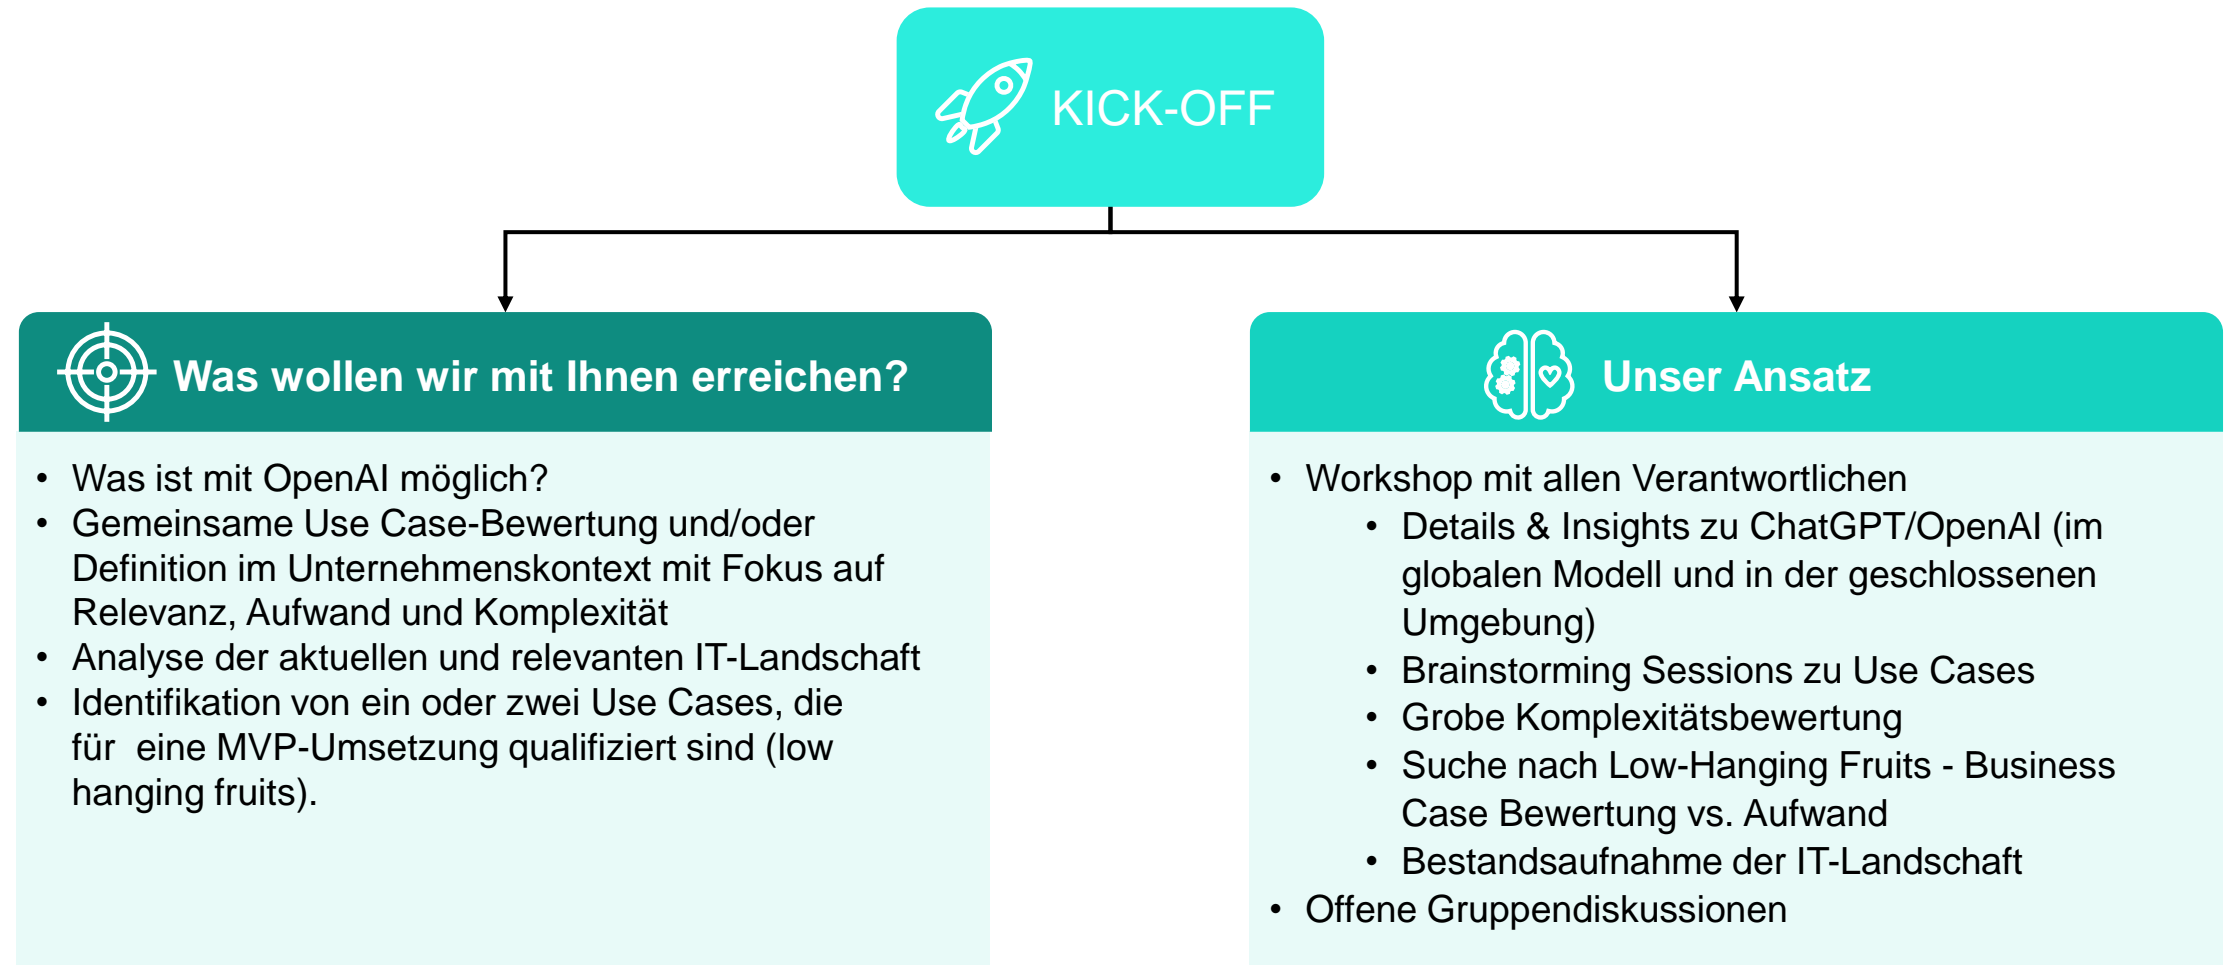 KICK-OFF
Was wollen wir mit Ihnen erreichen?
• Was ist mit OpenAI möglich?
• Gemeinsame Use Case-Bewertung und/oder
Definition im Unternehmenskontext mit Fokus auf
Relevanz, Aufwand und Komplexität
• Analyse der aktuellen und relevanten IT-Landschaft
• Identifikation von ein oder zwei Use Cases, die
für  eine MVP-Umsetzung qualifiziert sind (low
hanging fruits).
Unser Ansatz
• Workshop mit allen Verantwortlichen
• Details & Insights zu ChatGPT/OpenAI (im
globalen Modell und in der geschlossenen
Umgebung)
• Brainstorming Sessions zu Use Cases
• Grobe Komplexitätsbewertung
• Suche nach Low-Hanging Fruits - Business
Case Bewertung vs. Aufwand
• Bestandsaufnahme der IT-Landschaft
• Offene Gruppendiskussionen